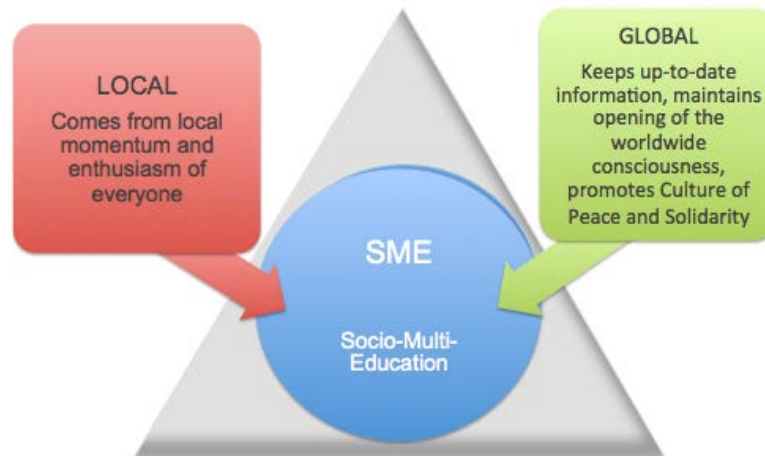 LOCAL
Comes from local
momentum and
enthusiasm of
everyone
GLOBAL
Keeps up-to-date
information, maintains
opening of the
worldwide
consciousness,
promotes Culture of
Peace and Solidarity
SME
Socio-Multi-
Education